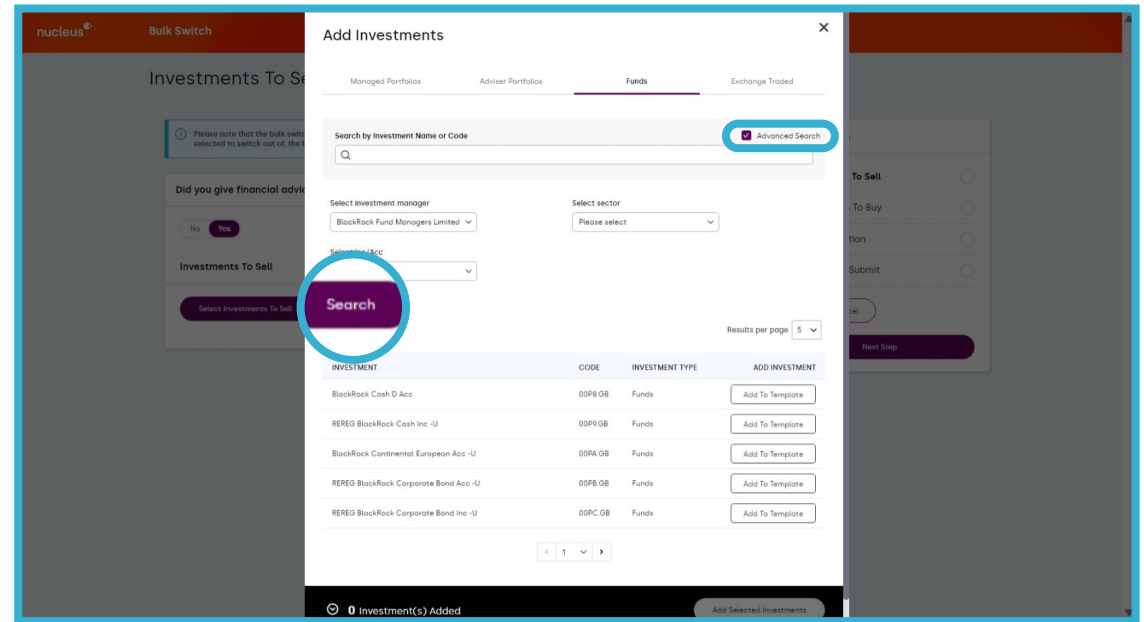 nucleus
Bulk Switch
Add Investments
Investments To Se
Managed Portfolios
Adviser Portfolios
Funds
Exchange Traded
Please note that the bulk switc
selected to switch out of, the b
Search by Investment Name or Code
Advanced Search
Did you give financial advic
No
Yes
Investments To Sell
Select Investments To Sell
Select Investment manager
BlackRock Fund Managers Limited
Select sector
Please select
Search
Results per page
5
To Sell
To Buy
tion
Submit
cel
Next Step
INVESTMENT
CODE
INVESTMENT TYPE
ADD INVESTMENT
BlackRock Cash D Acc
00P8.GB
Funds
Add To Template
REREG BlackRock Cash Inc -U
00P9.GB
Funds
Add To Template
BlackRock Continental European Acc -U
00PA.GB
Funds
Add To Template
REREG BlackRock Corporate Bond Acc -U
00PB.GB
Funds
Add To Template
REREG BlackRock Corporate Bond Inc -U
00PC.GB
Funds
Add To Template
1
0 Investment(s) Added
Add Selected Investments